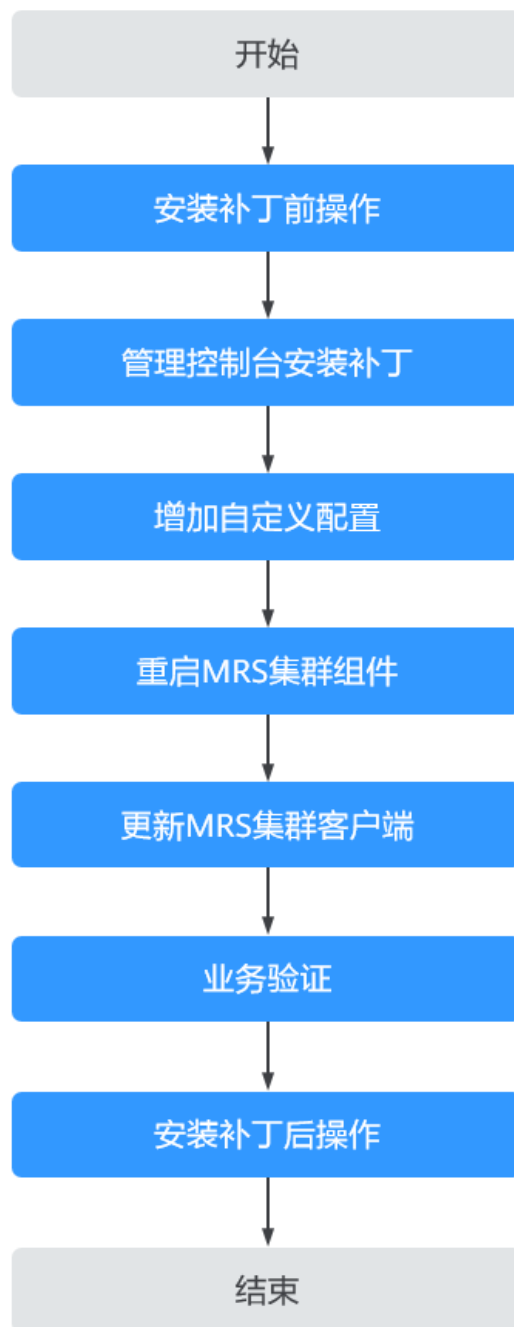 开始
安装补丁前操作
管理控制台安装补丁
增加自定义配置
重启MRS集群组件
更新MRS集群客户端
业务验证
安装补丁后操作
结束